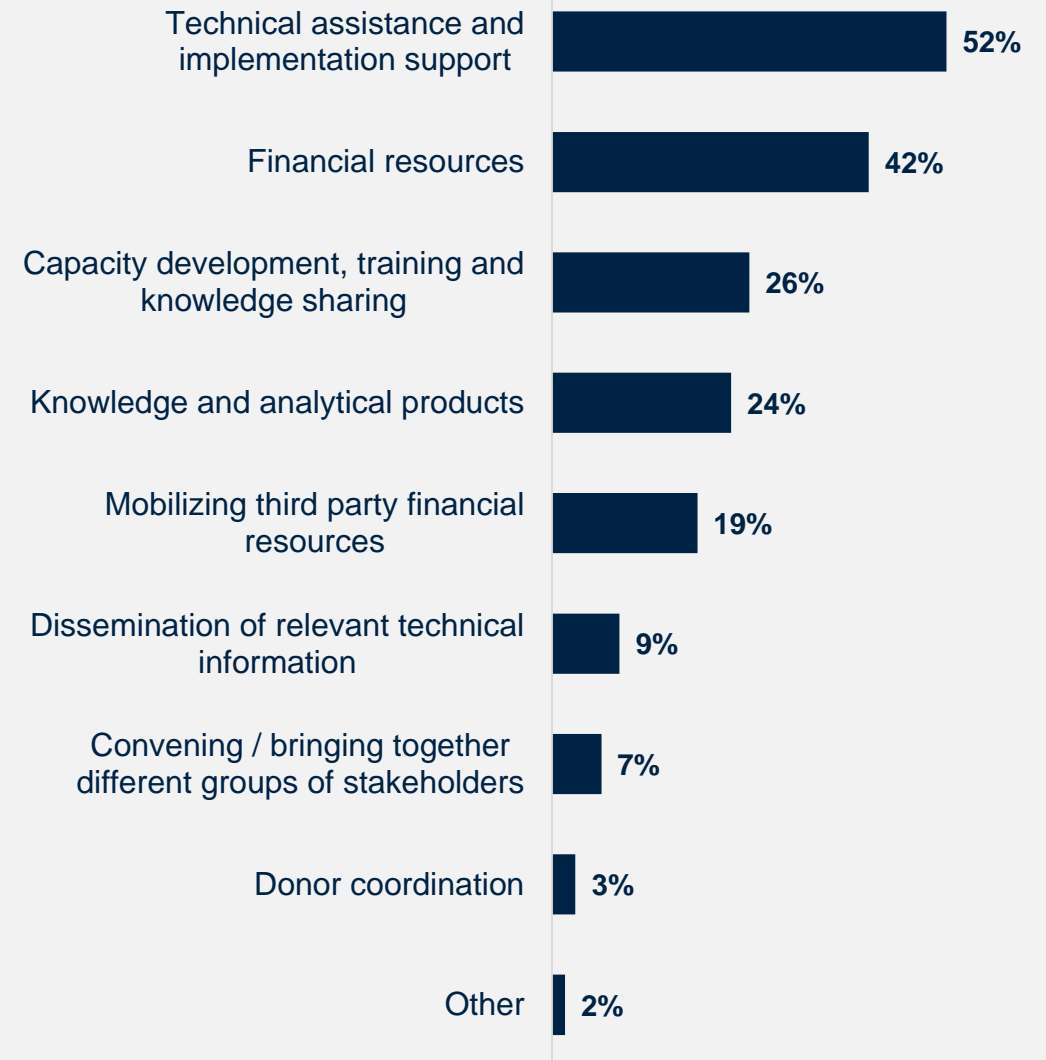 Technical assistance and
implementation support
52%
Financial resources
42%
Capacity development, training and
knowledge sharing
26%
Knowledge and analytical products
24%
Mobilizing third party financial
resources
19%
Dissemination of relevant technical
information
9%
Convening / bringing together
different groups of stakeholders
7%
Donor coordination
3%
Other
2%